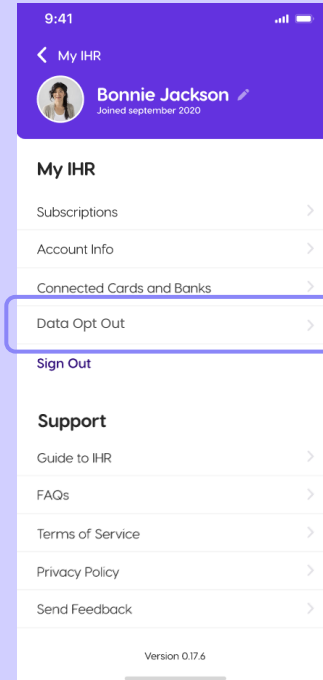 9:41
My IHR
Bonnie Jackson
Joined september 2020
My IHR
Subscriptions
Account Info
Connected Cards and Banks
Data Opt Out
Sign Out
Support
Guide to IHR
FAQs
Terms of Service
Privacy Policy
Send Feedback
Version 0.17.6